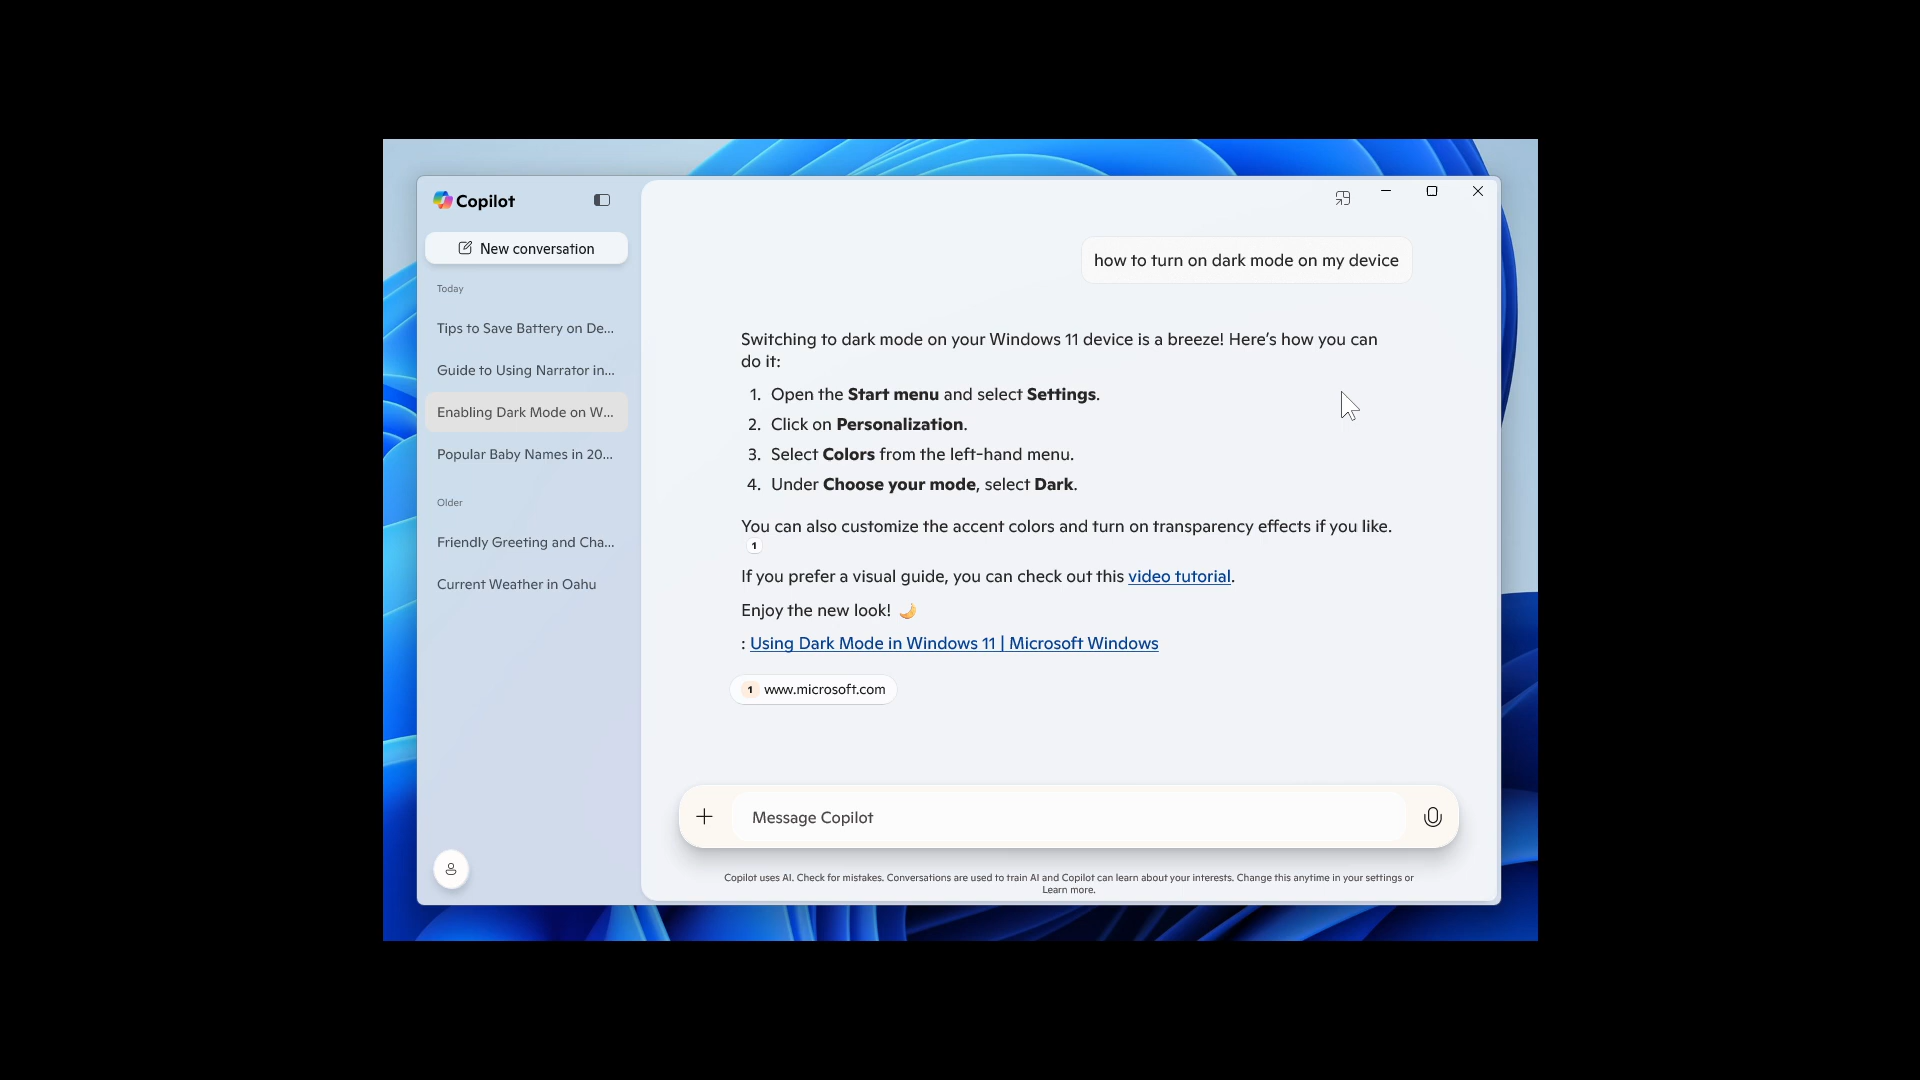 Copilot
New conversation
Today
Tips to Save Battery on De...
Guide to Using Narrator in...
Enabling Dark Mode on W...
Popular Baby Names in 20...
Older
Friendly Greeting and Cha...
Current Weather in Oahu
how to turn on dark mode on my device
Switching to dark mode on your Windows 11 device is a breeze! Here's how you can
do it:
1. Open the Start menu and select Settings.
2. Click on Personalization.
3. Select Colors from the left-hand menu.
4. Under Choose your mode, select Dark.
You can also customize the accent colors and turn on transparency effects if you like.
1
If you prefer a visual guide, you can check out this video tutorial.
Enjoy the new look! 🌙
: Using Dark Mode in Windows 11 | Microsoft Windows
1 www.microsoft.com
Message Copilot
Copilot uses AI. Check for mistakes. Conversations are used to train AI and Copilot can learn about your interests. Change this anytime in your settings or
Learn more.